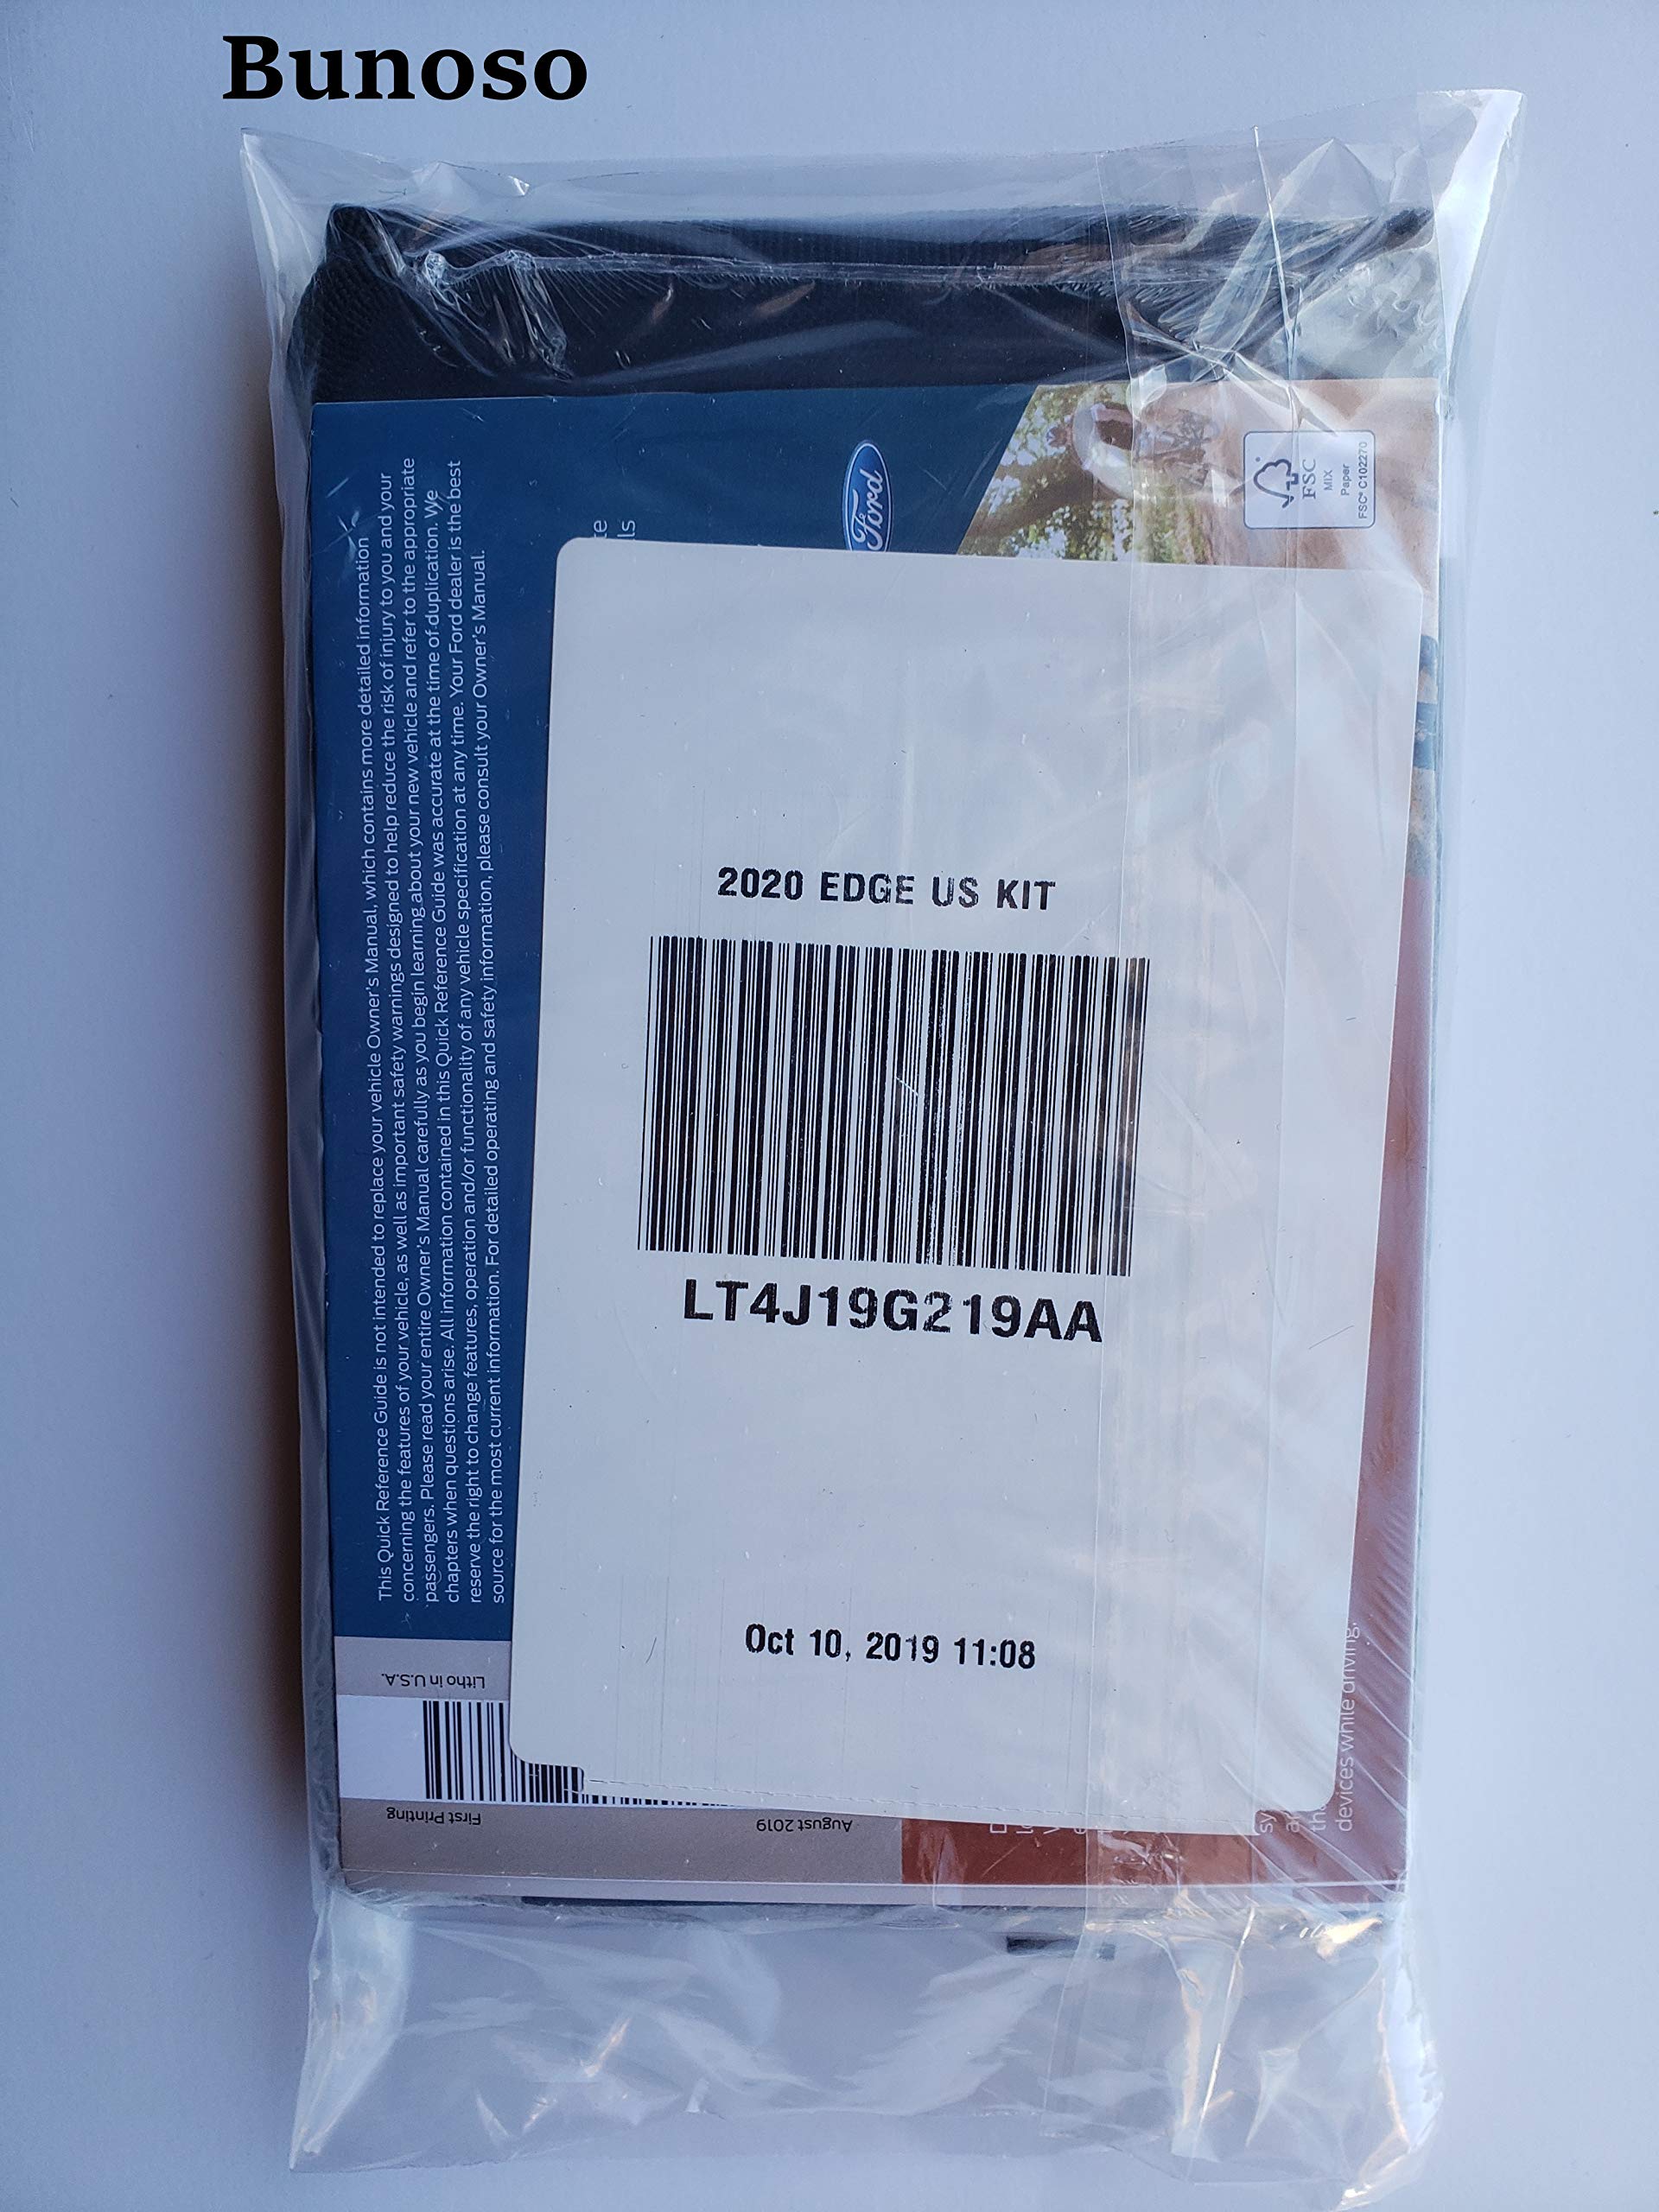 Bunoso
Ford
FSC
MIX
Paper
FSC® C102270
This Quick Reference Guide is not intended to replace your vehicle Owner's Manual, which contains more detailed information
concerning the features of your vehicle, as well as important safety warnings designed to help reduce the risk of injury to you and your
passengers. Please read your entire Owner's Manual carefully as you begin learning about your new vehicle and refer to the appropriate
chapters when questions arise. All information contained in this Quick Reference Guide was accurate at the time of duplication. We
reserve the right to change features, operation and/or functionality of any vehicle specification at any time. Your Ford dealer is the best
source for the most current information. For detailed operating and safety information, please consult your Owner's Manual.
2020 EDGE US KIT
LT4J19G219AA
Oct 10, 2019 11:08
Litho in U.S.A.
First Printing
August 2019
devices while driving.